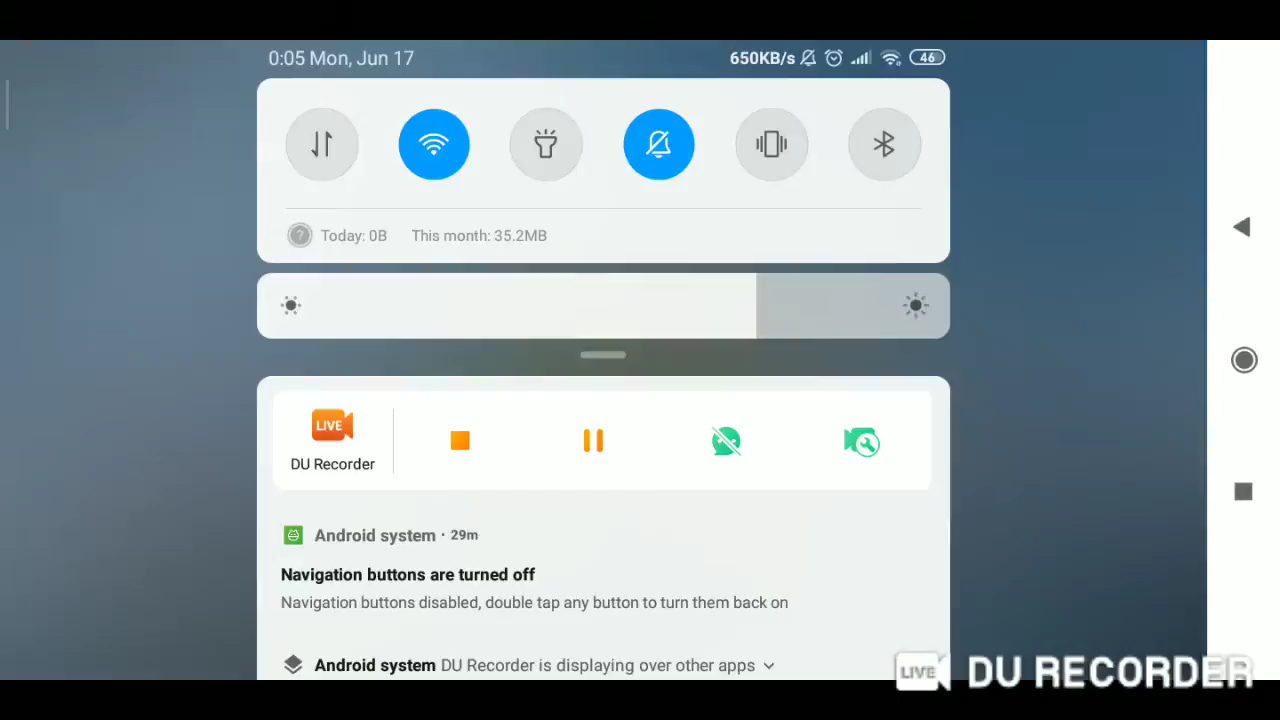 0:05 Mon, Jun 17
650KB/s 46
Today: 0B This month: 35.2MB
LIVE
DU Recorder
Android system · 29m
Navigation buttons are turned off
Navigation buttons disabled, double tap any button to turn them back on
Android system DU Recorder is displaying over other apps
LIVE DU RECORDER